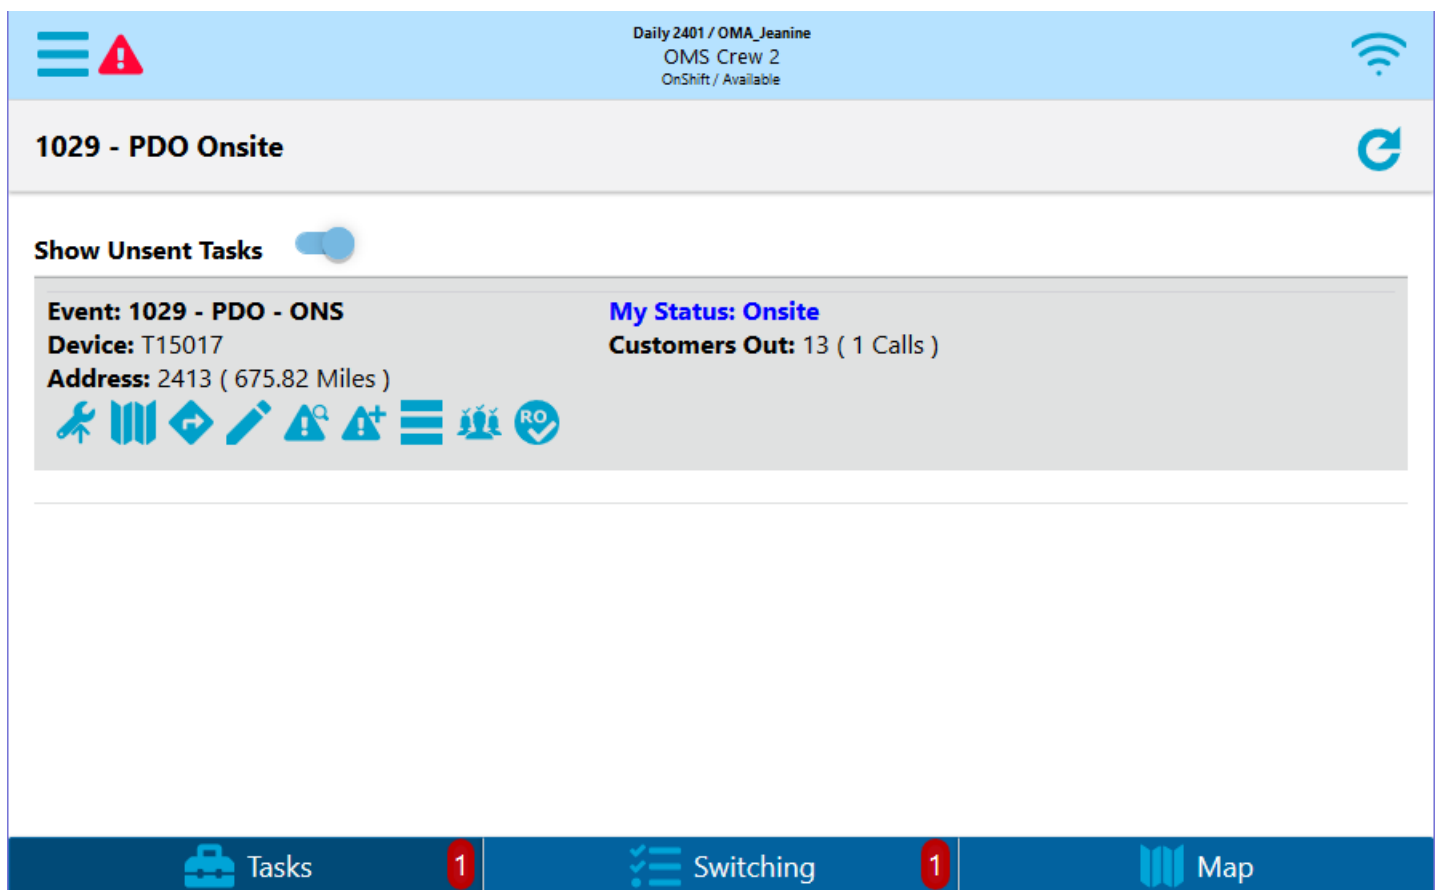 Daily 2401 / OMA_Jeanine
OMS Crew 2
OnShift / Available
1029 - PDO Onsite
Show Unsent Tasks
Event: 1029 - PDO - ONS
My Status: Onsite
Device: T15017
Customers Out: 13 ( 1 Calls )
Address: 2413 ( 675.82 Miles )
RO
Tasks 1
Switching 1
Map